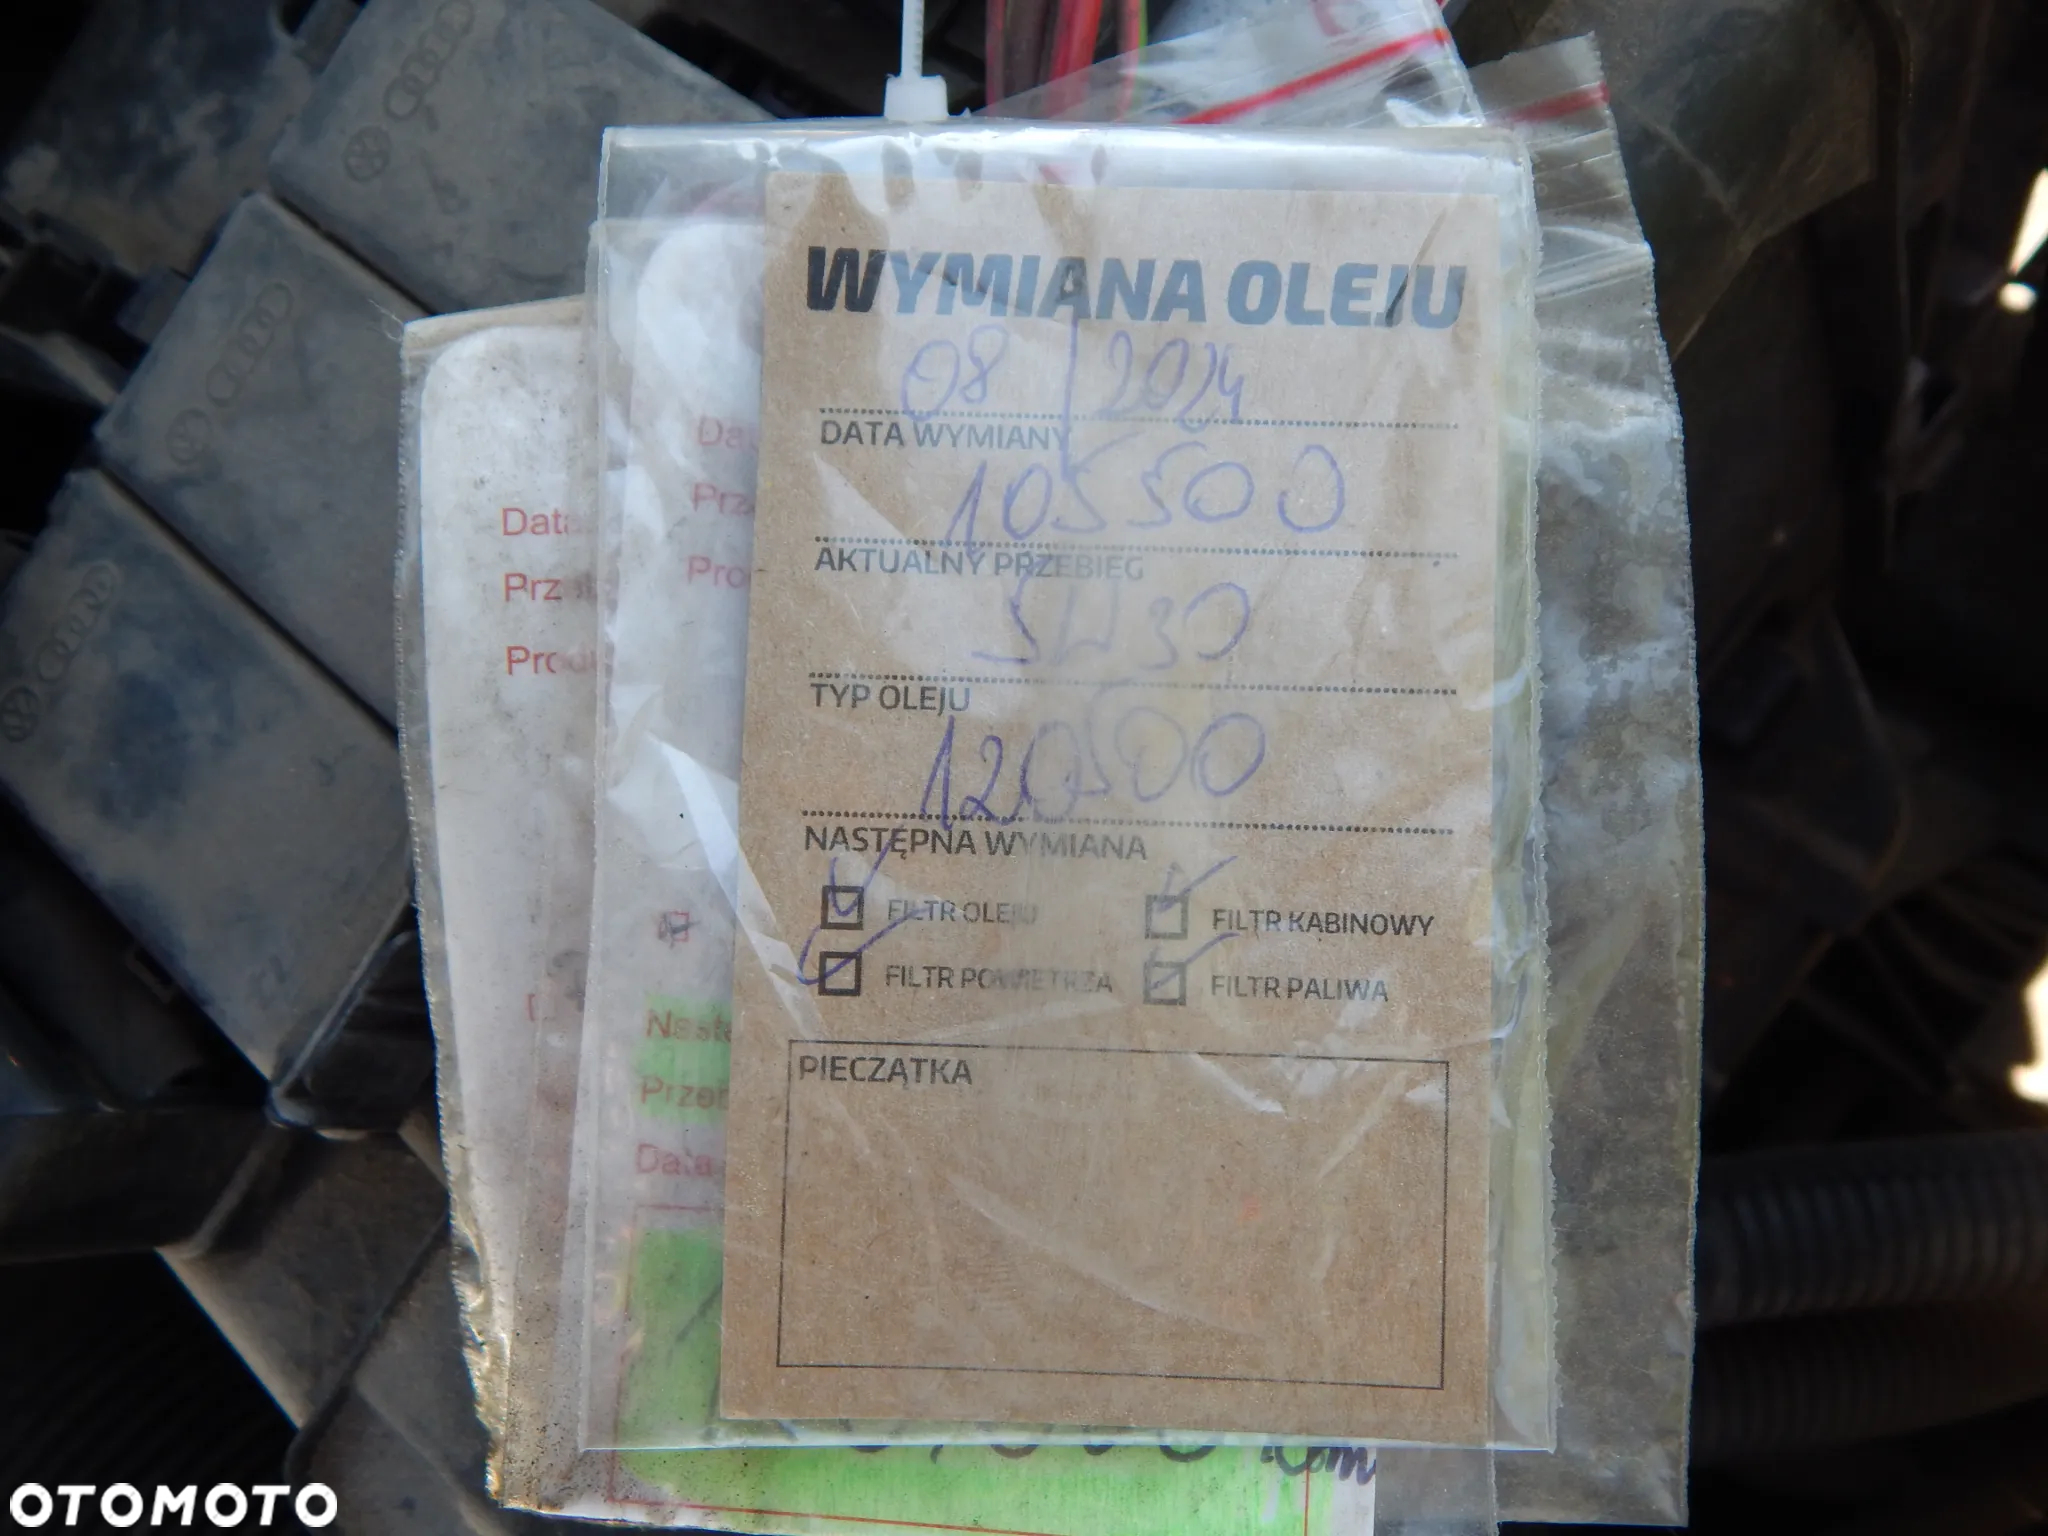 WYMIANA OLEJU
08/2024
DATA WYMIANY
105500
AKTUALNY PRZEBIEG
5W30
TYP OLEJU
120500
NASTĘPNA WYMIANA
FILTR OLEJU
FILTR KABINOWY
FILTR POWIETRZA
FILTR PALIWA
PIECZĄTKA
Data
OTOMOTO